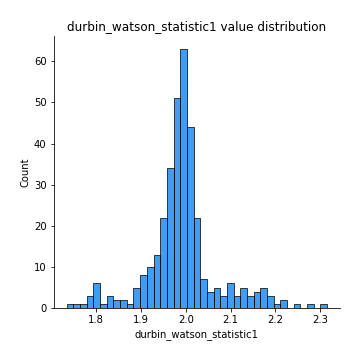 durbin_watson_statistic1 value distribution
60
50
40
30
20
10
0
Count
1.8 1.9 2.0 2.1 2.2 2.3
durbin_watson_statistic1